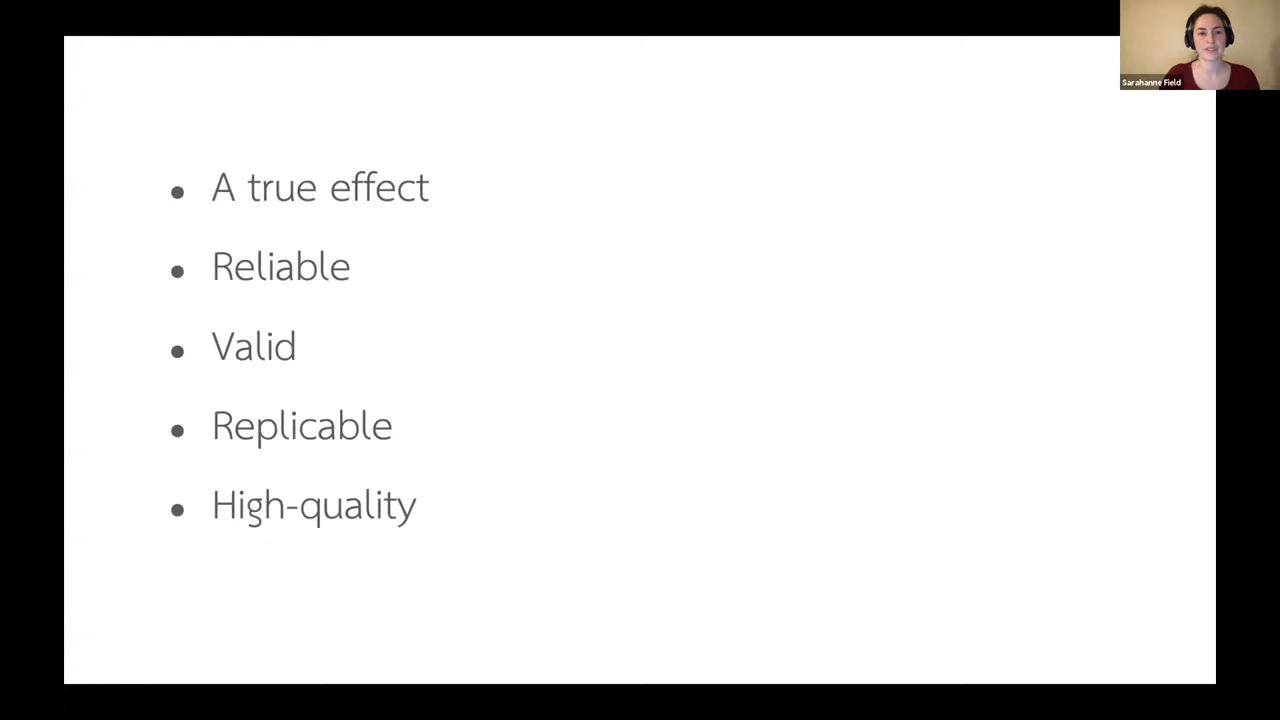 Sarahanne Field
• A true effect
• Reliable
• Valid
• Replicable
• High-quality